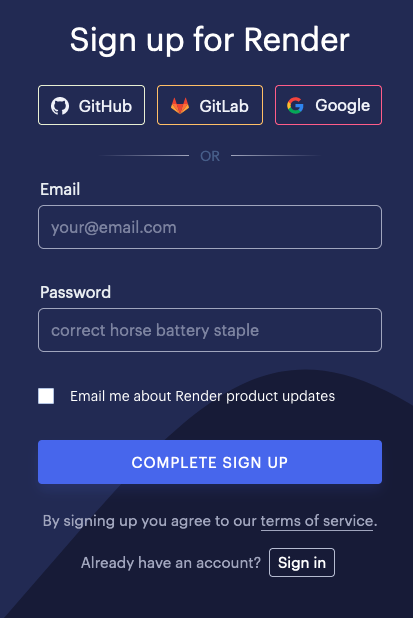 Sign up for Render
GitHub GitLab Google
OR
Email
your@email.com
Password
correct horse battery staple
Email me about Render product updates
COMPLETE SIGN UP
By signing up you agree to our terms of service.
Already have an account? Sign in